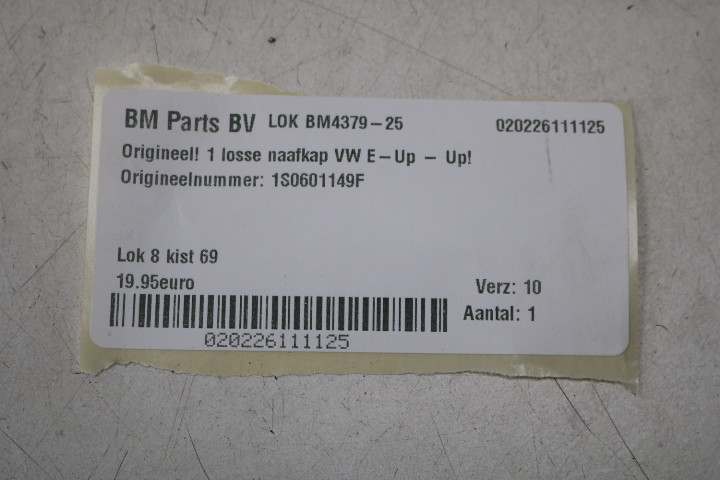 BM Parts BV LOK BM4379-25 020226111125
Origineel! 1 losse naafkap VW E-Up - Up!
Origineelnummer: 1S0601149F
Lok 8 kist 69
19.95euro
Verz: 10
Aantal: 1
020226111125